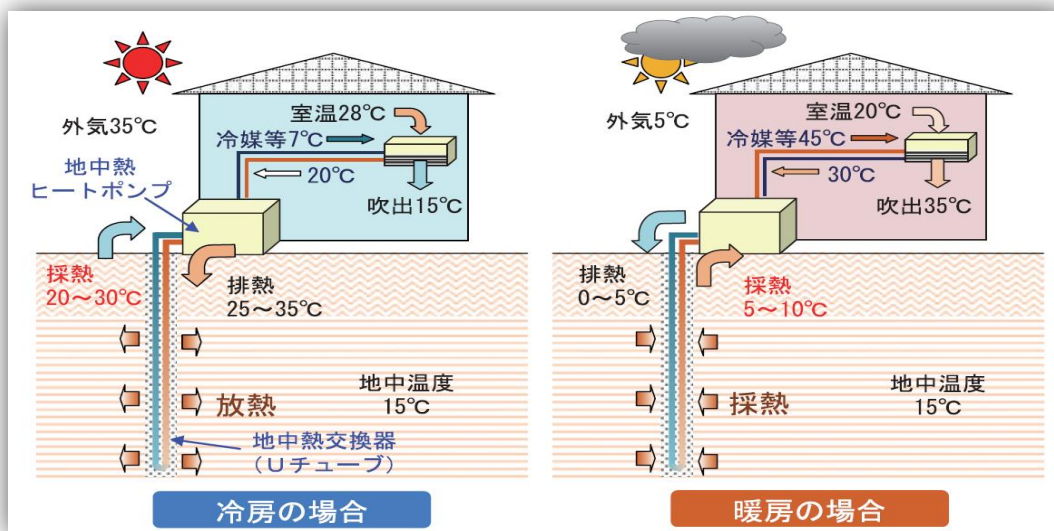 外気35℃
室温28℃
冷媒等7℃
20℃
吹出15℃
地中熱
ヒートポンプ
採熱
20～30℃
排熱
25～35℃
放熱
地中温度
15℃
地中熱交換器
(Uチューブ)
冷房の場合
外気5℃
室温20℃
冷媒等45℃
30℃
吹出35℃
排熱
0～5℃
採熱
5～10℃
採熱
地中温度
15℃
暖房の場合